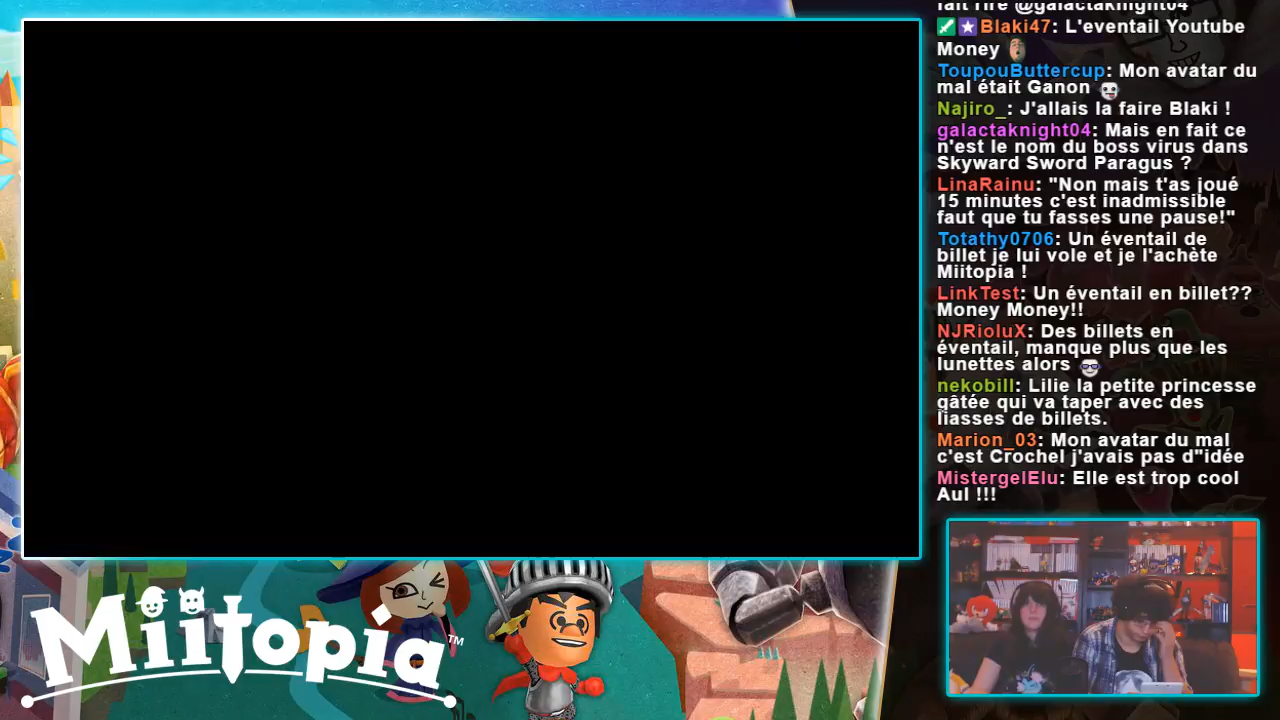 fait rire @galactaknight04
Blaki47: L'eventail Youtube
Money
ToupouButtercup: Mon avatar du
mal était Ganon
Najiro_: J'allais la faire Blaki !
galactaknight04: Mais en fait ce
n'est le nom du boss virus dans
Skyward Sword Paragus ?
LinaRainu: "Non mais t'as joué
15 minutes c'est inadmissible
faut que tu fasses une pause!"
Totathy0706: Un éventail de
billet je lui vole et je l'achète
Miitopia !
LinkTest: Un éventail en billet??
Money Money!!
NJRioluX: Des billets en
éventail, manque plus que les
lunettes alors
nekobill: Lilie la petite princesse
gâtée qui va taper avec des
liasses de billets.
Marion_03: Mon avatar du mal
c'est Crochel j'avais pas d"idée
MistergelElu: Elle est trop cool
Aul !!!
Miitopia™